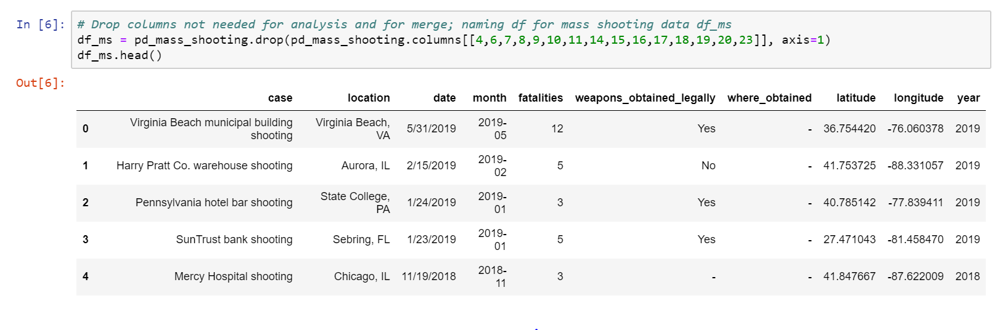 In [6]: # Drop columns not needed for analysis and for merge; naming df for mass shooting data df_ms
df_ms = pd_mass_shooting.drop(pd_mass_shooting.columns[[4,6,7,8,9,10,11,14,15,16,17,18,19,20,23]], axis=1)
df_ms.head()
Out[6]:
case location date month fatalities weapons_obtained_legally where_obtained latitude longitude year
0 Virginia Beach municipal building shooting Virginia Beach, VA 5/31/2019 2019-05 12 Yes - 36.754420 -76.060378 2019
1 Harry Pratt Co. warehouse shooting Aurora, IL 2/15/2019 2019-02 5 No - 41.753725 -88.331057 2019
2 Pennsylvania hotel bar shooting State College, PA 1/24/2019 2019-01 3 Yes - 40.785142 -77.839411 2019
3 SunTrust bank shooting Sebring, FL 1/23/2019 2019-01 5 Yes - 27.471043 -81.458470 2019
4 Mercy Hospital shooting Chicago, IL 11/19/2018 2018-11 3 - - 41.847667 -87.622009 2018